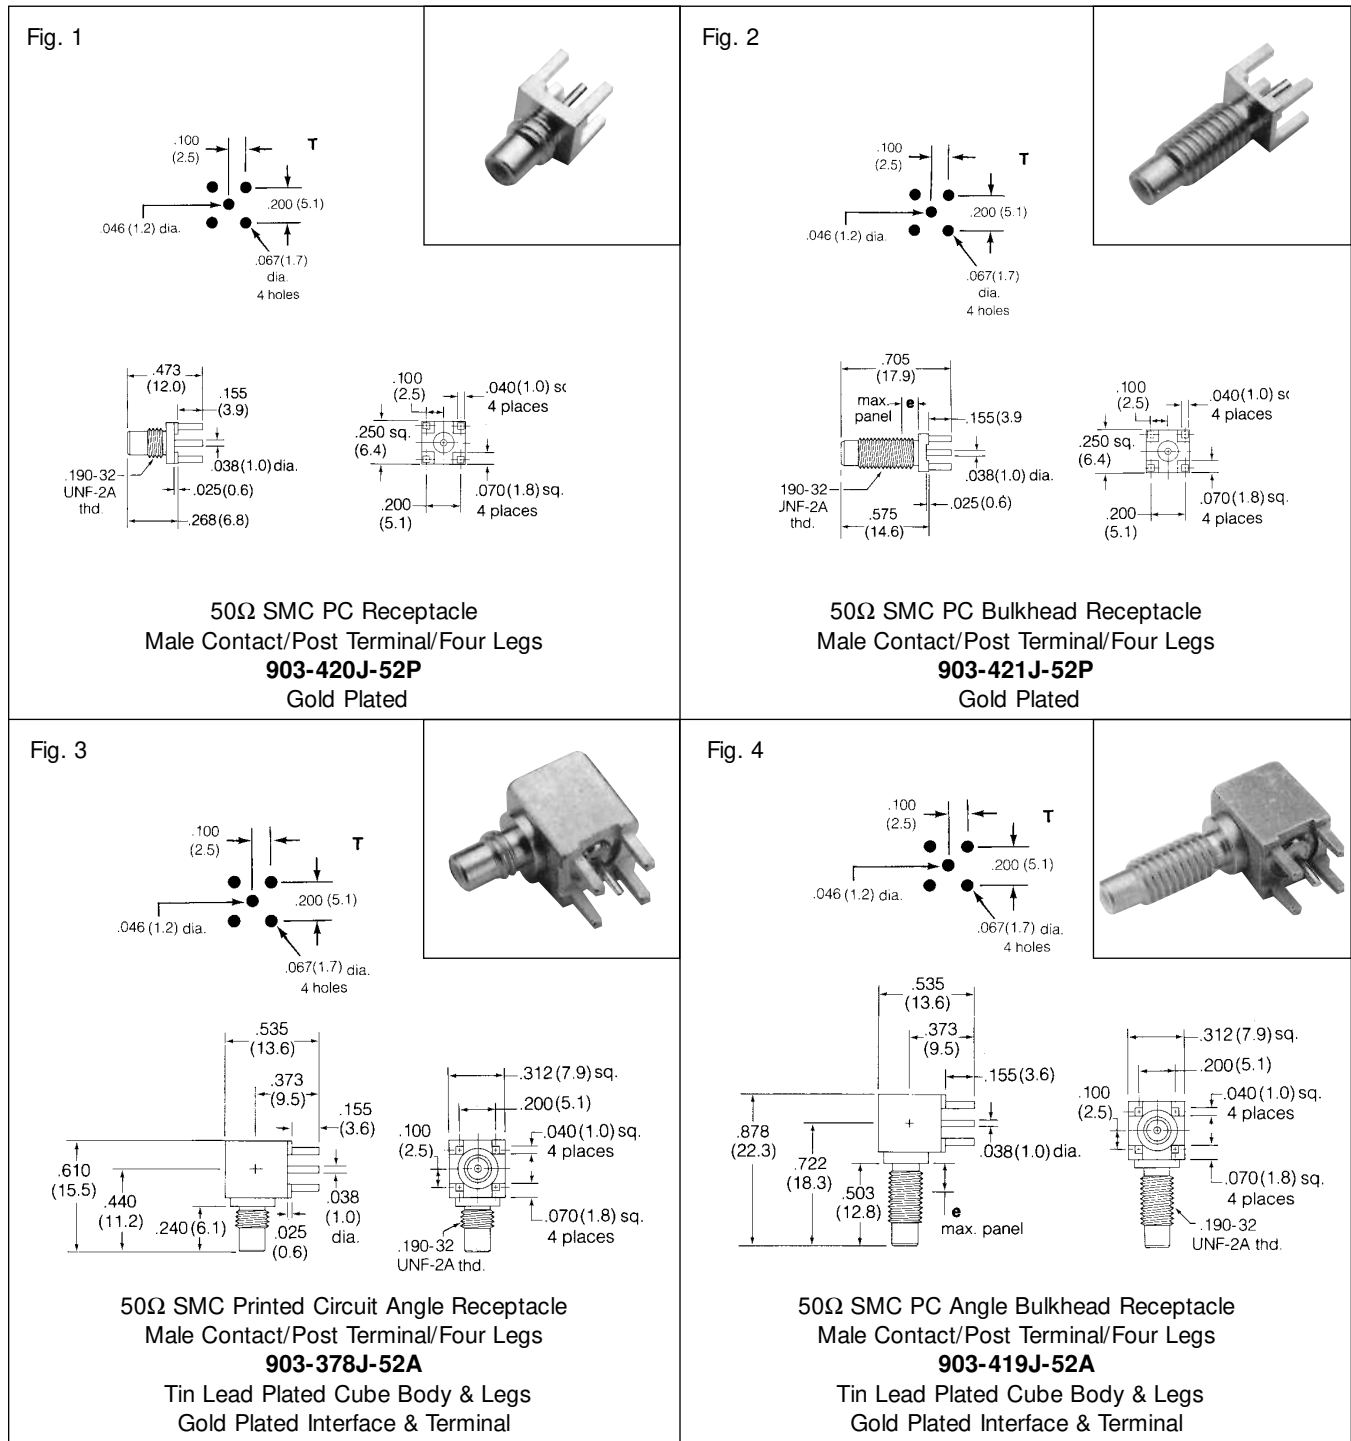 Fig. 1
.100
(2.5)
T
.200 (5.1)
.046 (1.2) dia.
.067(1.7)
dia.
4 holes
.473
(12.0)
.155
(3.9)
.038(1.0) dia.
.025(0.6)
.190-32
UNF-2A
thd.
.268(6.8)
.100
(2.5)
.040(1.0) sc
4 places
.250 sq.
(6.4)
.070(1.8) sq.
4 places
.200
(5.1)
50Ω SMC PC Receptacle
Male Contact/Post Terminal/Four Legs
903-420J-52P
Gold Plated
Fig. 2
.100
(2.5)
T
.200 (5.1)
.046 (1.2) dia.
.067(1.7)
dia.
4 holes
.705
(17.9)
max.
panel
e
.155(3.9
.038(1.0) dia.
.025(0.6)
190-32
JNF-2A
thd.
.575
(14.6)
.100
(2.5)
.040(1.0) sq.
4 places
.250 sq.
(6.4)
.070(1.8) sq.
4 places
.200
(5.1)
50Ω SMC PC Bulkhead Receptacle
Male Contact/Post Terminal/Four Legs
903-421J-52P
Gold Plated
Fig. 3
.100
(2.5)
T
.200 (5.1)
.046 (1.2) dia.
.067(1.7) dia.
4 holes
.535
(13.6)
.373
(9.5)
.155
(3.6)
.610
(15.5)
.440
(11.2)
.240(6.1)
.025
(0.6)
.038
(1.0)
dia.
.312(7.9) sq.
.200(5.1)
.100
(2.5)
.040(1.0) sq.
4 places
.070(1.8) sq.
4 places
.190-32
UNF-2A thd.
50Ω SMC Printed Circuit Angle Receptacle
Male Contact/Post Terminal/Four Legs
903-378J-52A
Tin Lead Plated Cube Body & Legs
Gold Plated Interface & Terminal
Fig. 4
.100
(2.5)
T
.200 (5.1)
.046 (1.2) dia.
.067(1.7) dia.
4 holes
.535
(13.6)
.373
(9.5)
.155(3.6)
.038(1.0) dia.
.878
(22.3)
.722
(18.3)
.503
(12.8)
e
max. panel
.312(7.9) sq.
.200(5.1)
.100
(2.5)
.040(1.0) sq.
4 places
.070(1.8) sq.
4 places
.190-32
UNF-2A thd.
50Ω SMC PC Angle Bulkhead Receptacle
Male Contact/Post Terminal/Four Legs
903-419J-52A
Tin Lead Plated Cube Body & Legs
Gold Plated Interface & Terminal